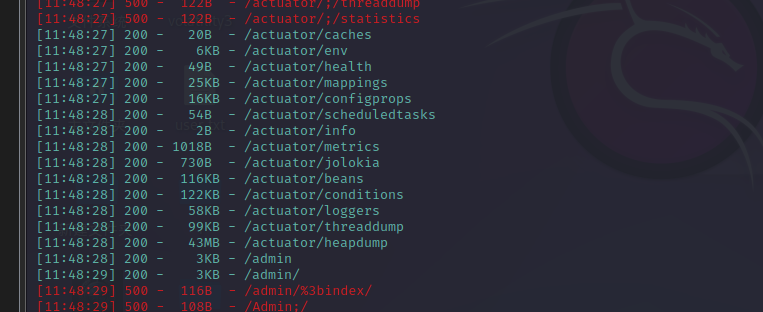 [11:48:27] 500 - 122B - /actuator/;/threaddump
[11:48:27] 500 - 122B - /actuator/;/statistics
[11:48:27] 200 - 20B - /actuator/caches
[11:48:27] 200 - 6KB - /actuator/env
[11:48:27] 200 - 49B - /actuator/health
[11:48:27] 200 - 25KB - /actuator/mappings
[11:48:27] 200 - 16KB - /actuator/configprops
[11:48:28] 200 - 54B - /actuator/scheduledtasks
[11:48:28] 200 - 2B - /actuator/info
[11:48:28] 200 - 1018B - /actuator/metrics
[11:48:28] 200 - 730B - /actuator/jolokia
[11:48:28] 200 - 116KB - /actuator/beans
[11:48:28] 200 - 122KB - /actuator/conditions
[11:48:28] 200 - 58KB - /actuator/loggers
[11:48:28] 200 - 99KB - /actuator/threaddump
[11:48:28] 200 - 43MB - /actuator/heapdump
[11:48:28] 200 - 3KB - /admin
[11:48:29] 200 - 3KB - /admin/
[11:48:29] 500 - 116B - /admin/%3bindex/
[11:48:29] 500 - 108B - /Admin;/